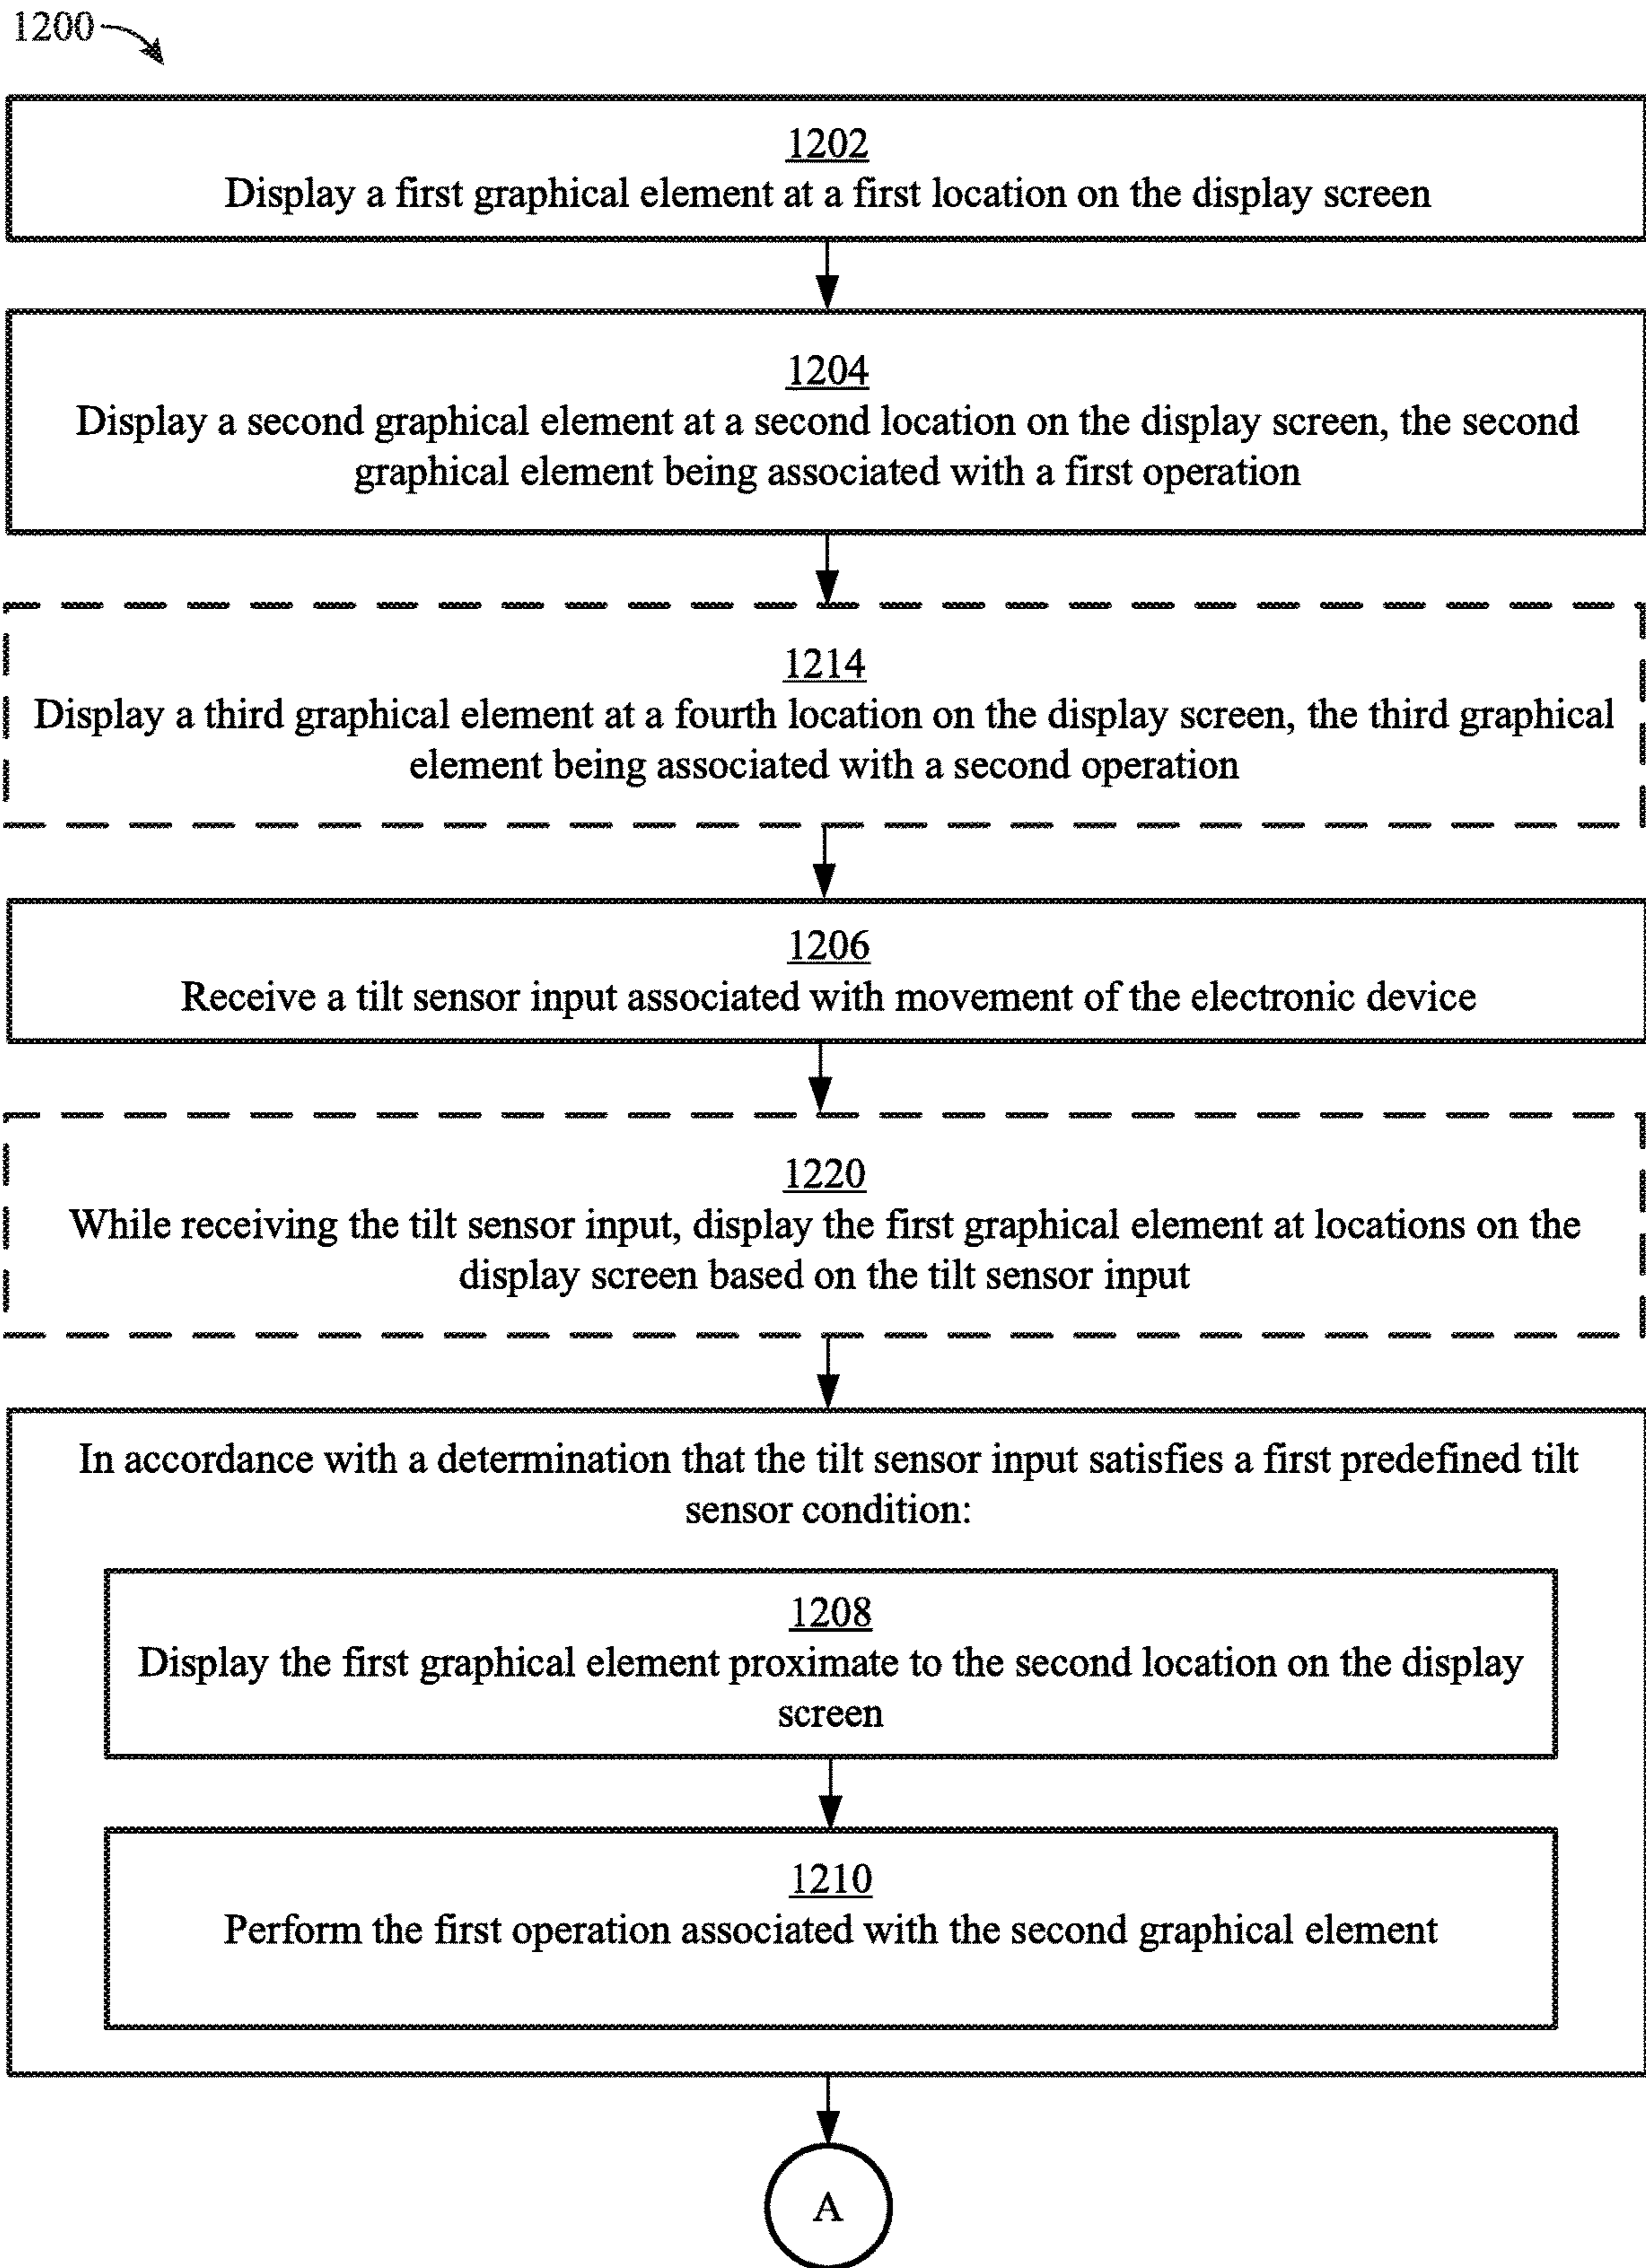 1200
1202
Display a first graphical element at a first location on the display screen
1204
Display a second graphical element at a second location on the display screen, the second
graphical element being associated with a first operation
1214
Display a third graphical element at a fourth location on the display screen, the third graphical
element being associated with a second operation
1206
Receive a tilt sensor input associated with movement of the electronic device
1220
While receiving the tilt sensor input, display the first graphical element at locations on the
display screen based on the tilt sensor input
In accordance with a determination that the tilt sensor input satisfies a first predefined tilt
sensor condition:
1208
Display the first graphical element proximate to the second location on the display
screen
1210
Perform the first operation associated with the second graphical element
A